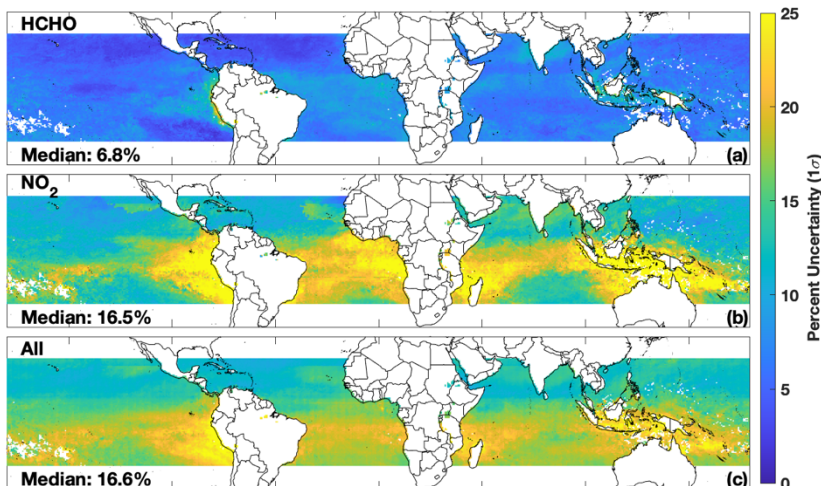 HCHO
Median: 6.8%
(a)
NO₂
Median: 16.5%
(b)
All
Median: 16.6%
(c)
25
20
15
10
5
0
Percent Uncertainty (1σ)